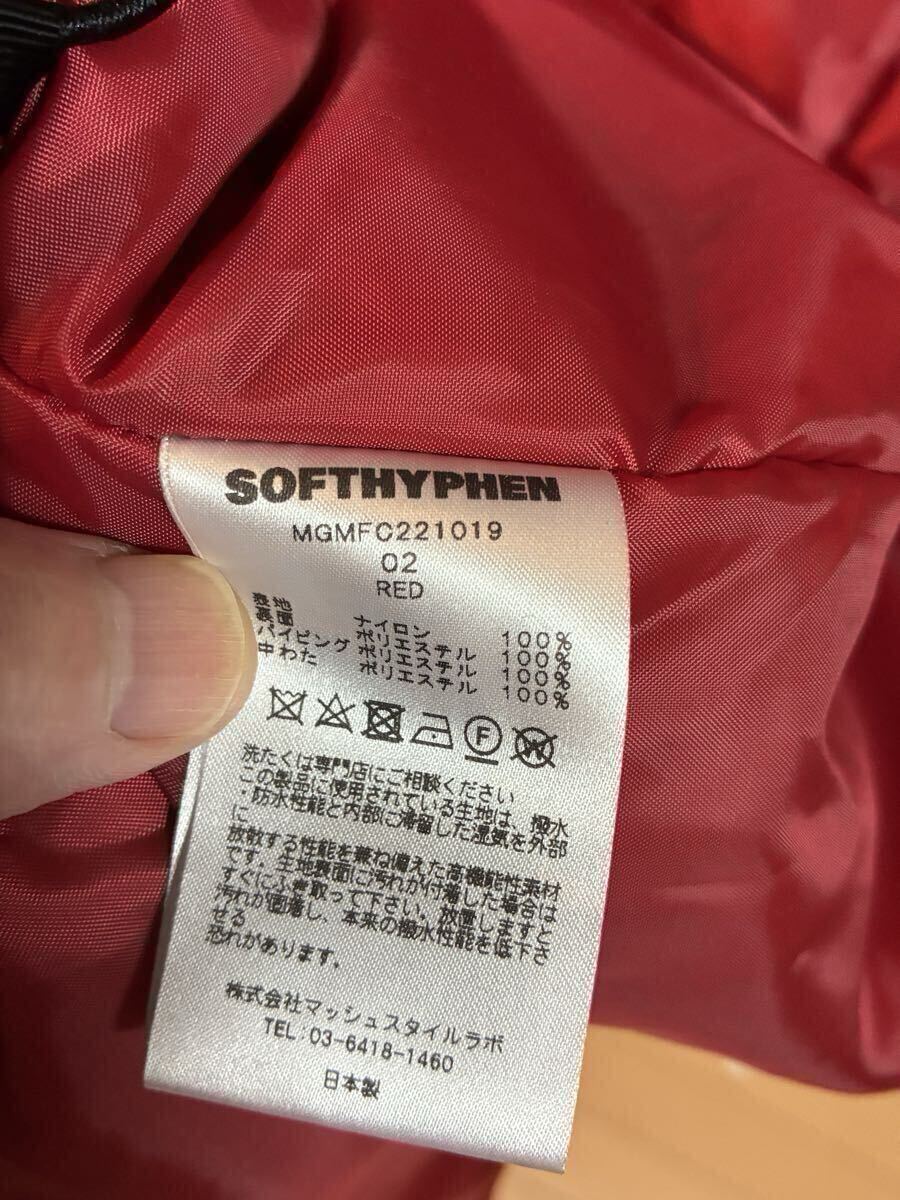 SOFTHYPHEN
MGMFC221019
02
RED
表地
裏面 ナイロン 100%
パイピング ポリエステル 100%
中わた ポリエステル 100%
ポリエステル 100%
F
W
洗たくは専門店にご相談ください
この製品に使用されている生地は、撥水
・防水性能と内部に滞留した湿気を外部
に
放散する性能を兼ね備えた高機能性素材
です。生地表面に汚れが付着した場合は
すぐにふき取って下さい。放置しますと
汚れが固着し、本来の撥水性能を低下さ
せる
恐れがあります。
株式会社マッシュスタイルラボ
TEL:03-6418-1460
日本製